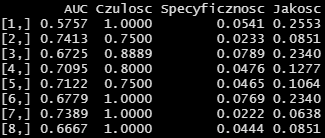 AUC Czulosc Specyficznosc Jakosc
[1,] 0.5757 1.0000 0.0541 0.2553
[2,] 0.7413 0.7500 0.0233 0.0851
[3,] 0.6725 0.8889 0.0789 0.2340
[4,] 0.7095 0.8000 0.0476 0.1277
[5,] 0.7122 0.7500 0.0465 0.1064
[6,] 0.6779 1.0000 0.0769 0.2340
[7,] 0.7389 1.0000 0.0222 0.0638
[8,] 0.6667 1.0000 0.0444 0.0851